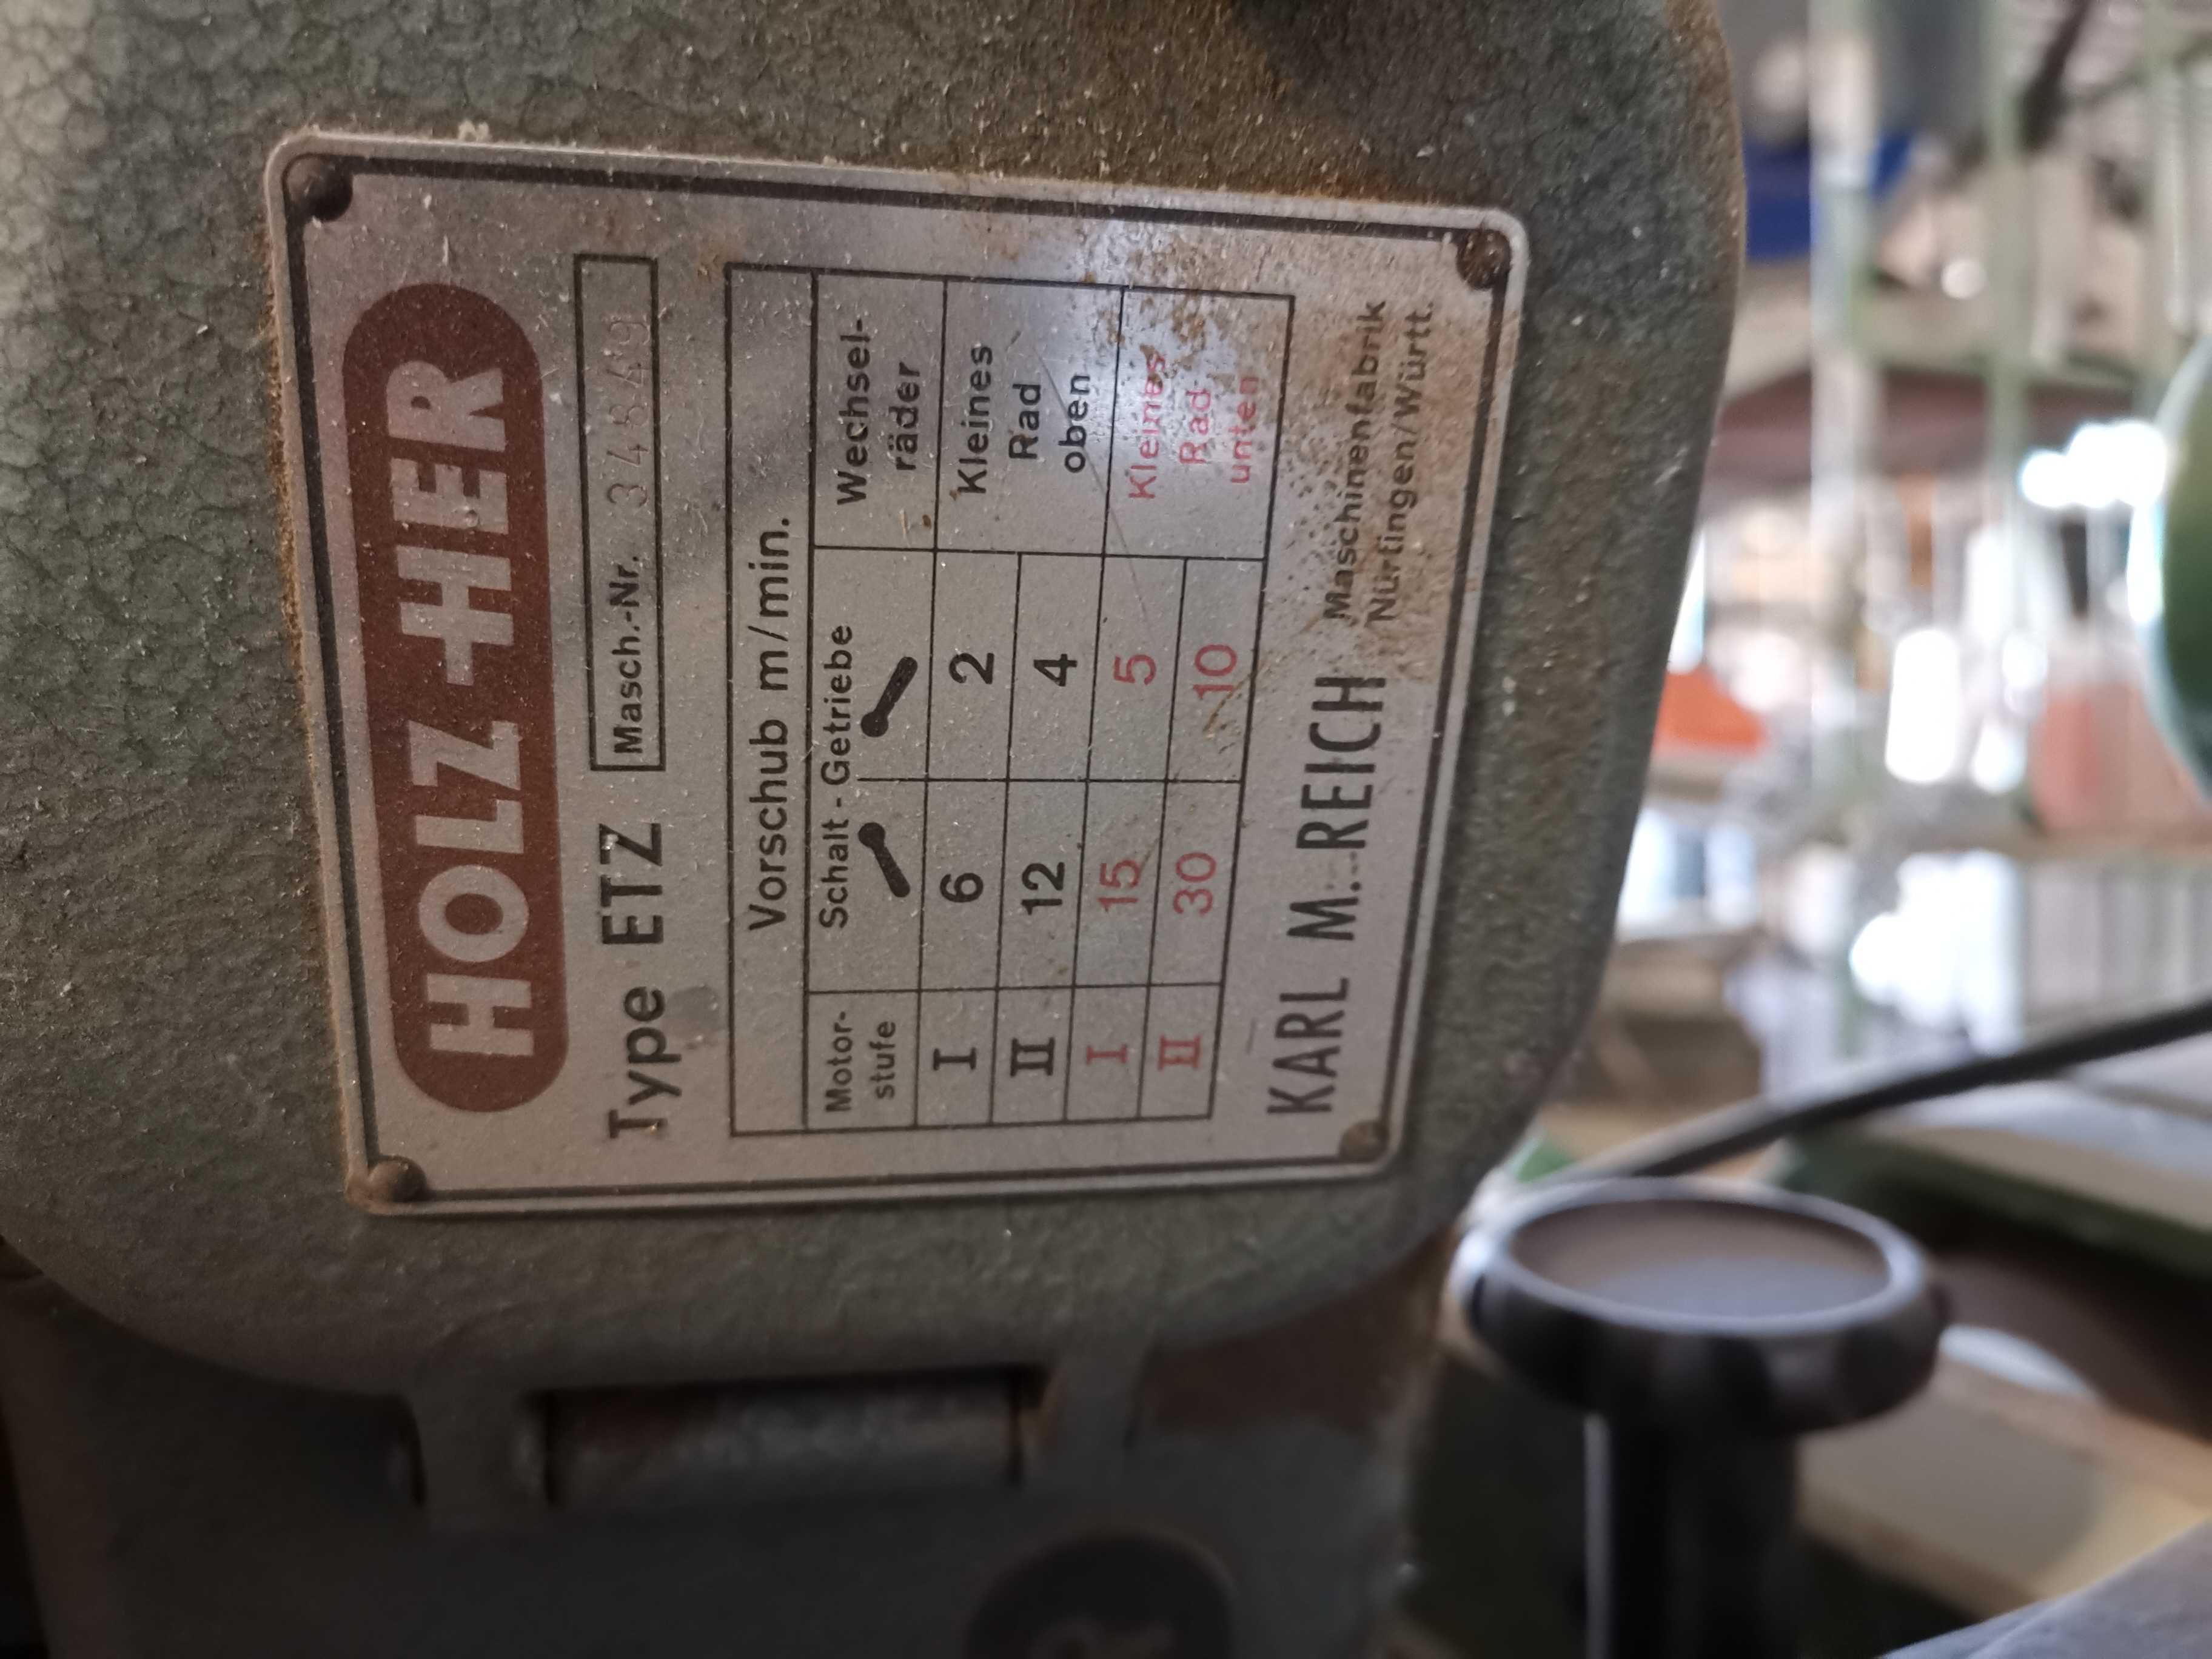 HOLZ-HER
Type ETZ Masch.-Nr.
Vorschub m/min.
Motor-stufe Schalt-Getriebe Wechsel-räder
I 6 2 Kleines Rad oben
II 12 4
I 15 5 Kleines Rad unten
II 30 10
KARL M. REICH Maschinenfabrik
Nürtingen/Württ.